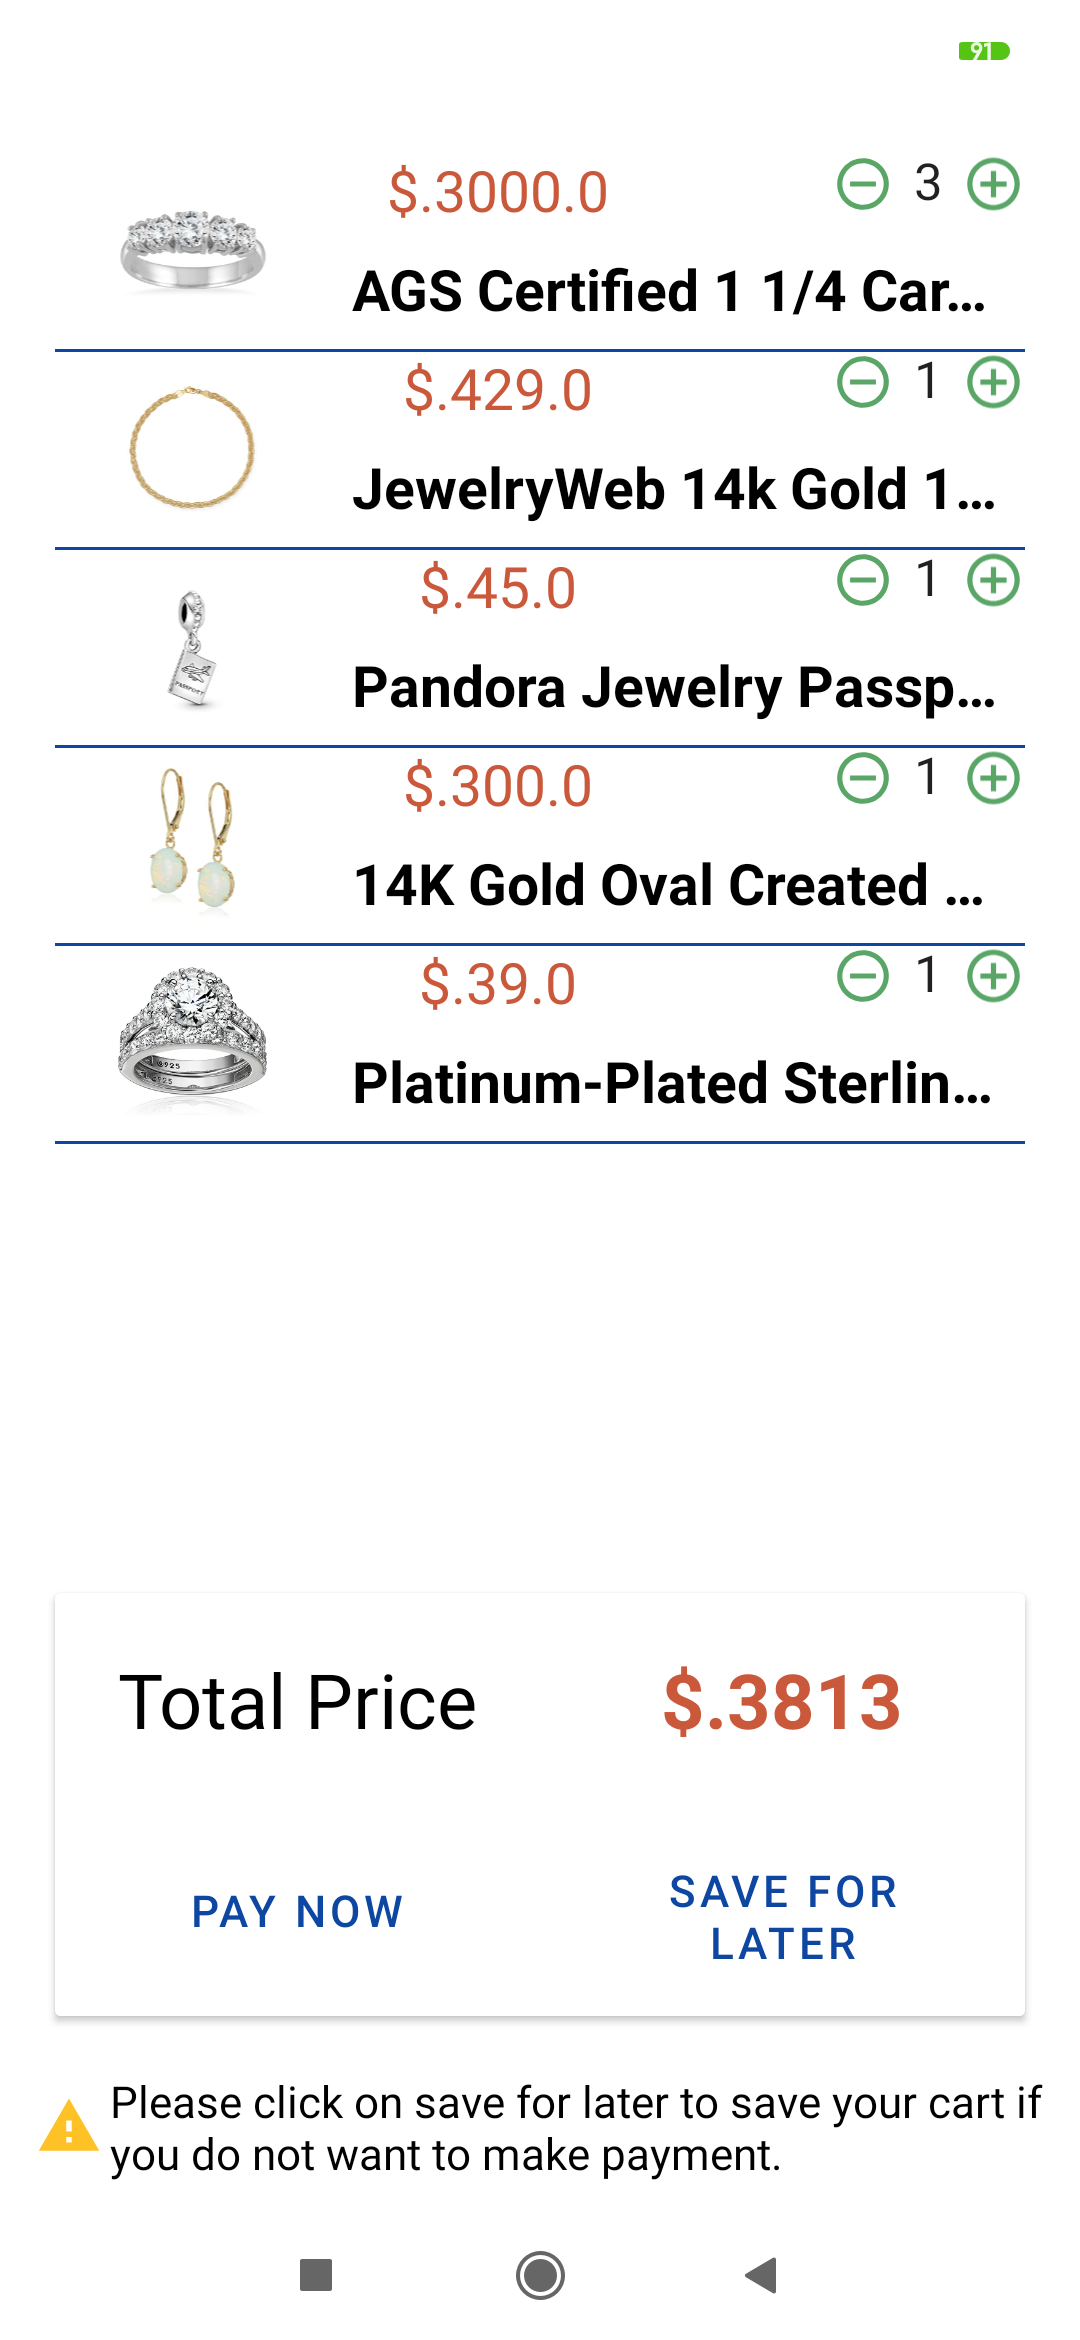 91
$.3000.0
3
AGS Certified 1 1/4 Car...
$.429.0
1
JewelryWeb 14k Gold 1...
$.45.0
1
Pandora Jewelry Passp...
PASSPORT
$.300.0
1
14K Gold Oval Created ...
$.39.0
1
Platinum-Plated Sterlin...
925
925
Total Price
$.3813
PAY NOW
SAVE FOR
LATER
Please click on save for later to save your cart if
you do not want to make payment.